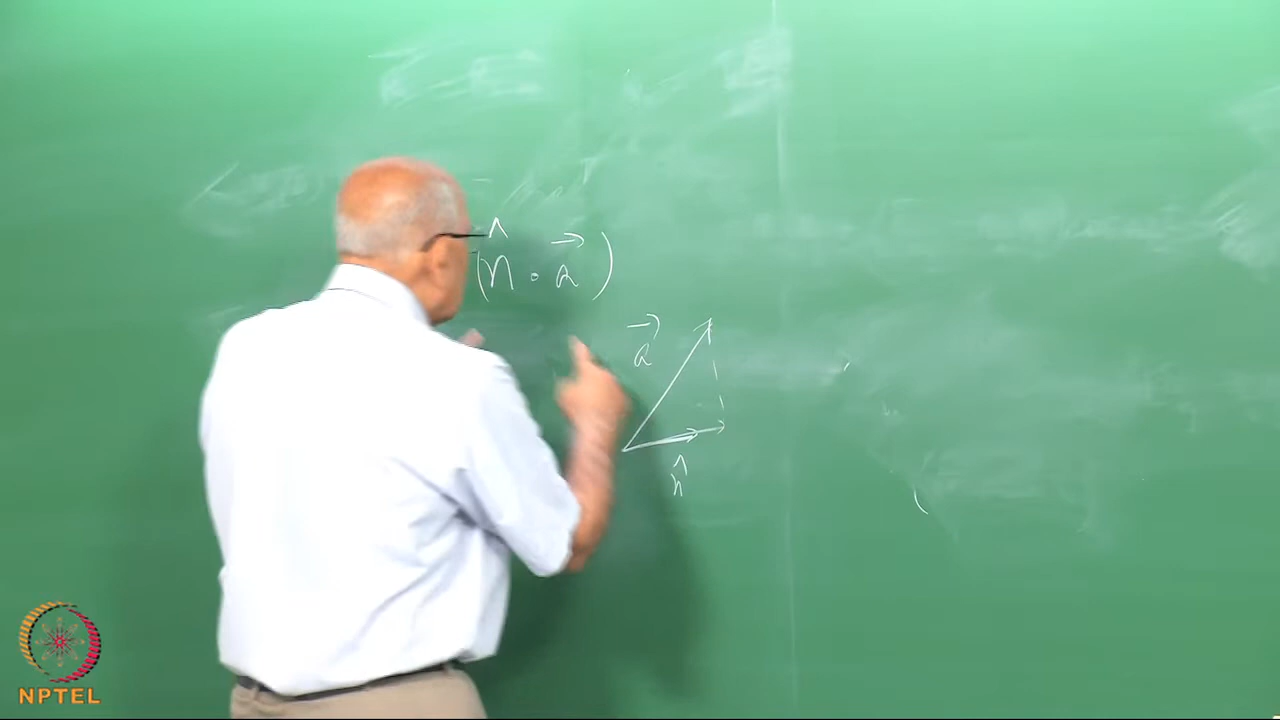 (n̂ · a⃗)
a⃗
n̂
NPTEL